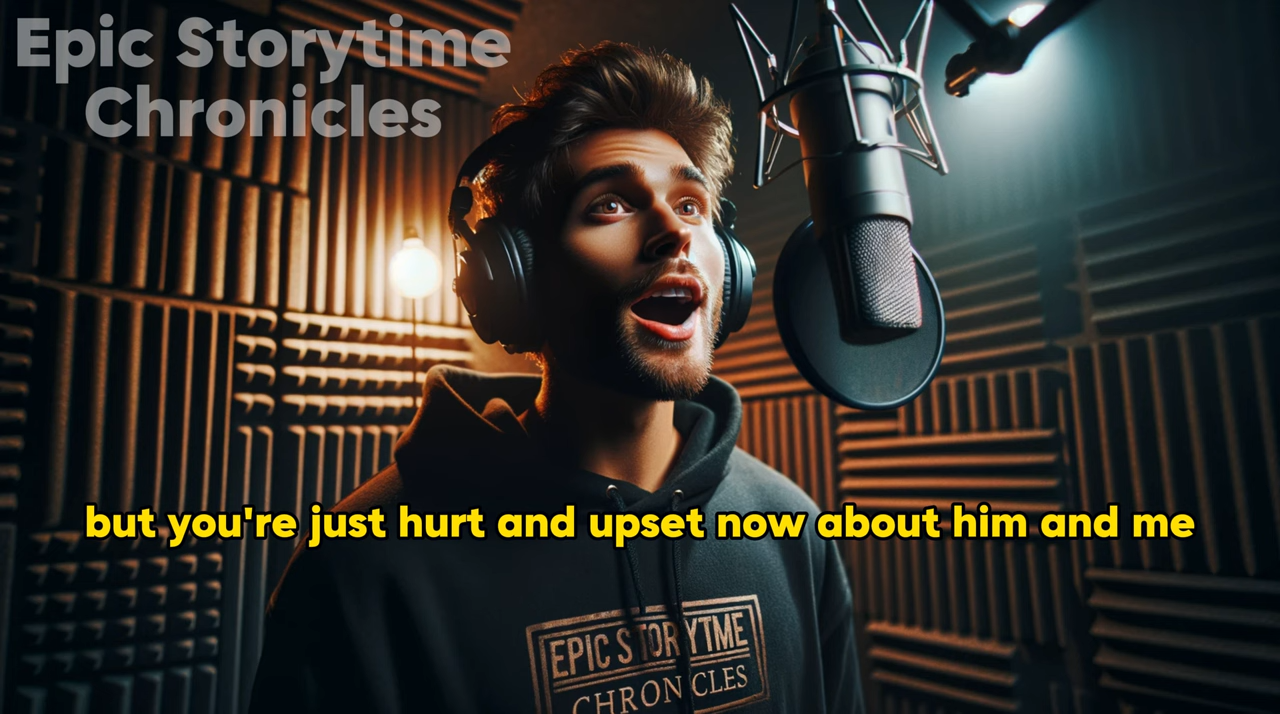 Epic Storytime
Chronicles
but you're just hurt and upset now about him and me
EPIC STORYTME
CHRONICLES